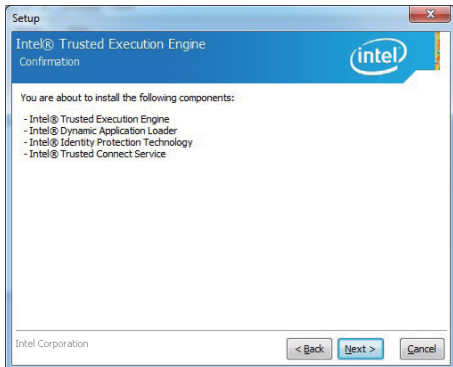 Setup
Intel® Trusted Execution Engine
Confirmation
intel
You are about to install the following components:
- Intel® Trusted Execution Engine
- Intel® Dynamic Application Loader
- Intel® Identity Protection Technology
- Intel® Trusted Connect Service
Intel Corporation
< Back
Next >
Cancel